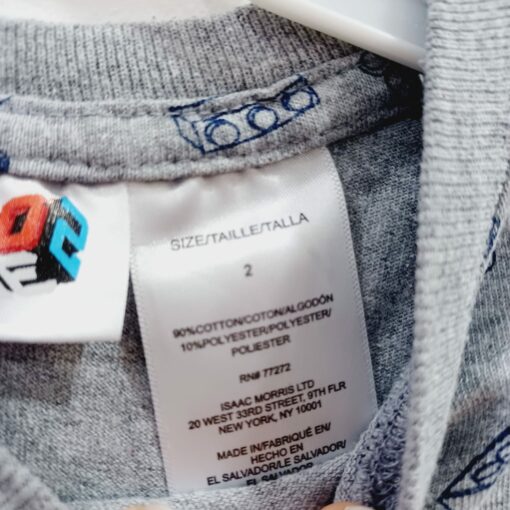 SIZE/TAILLE/TALLA
2
90%COTTON/COTON/ALGODÓN
10%POLYESTER/POLYESTER/
POLIESTER
RN# 77272
ISAAC MORRIS LTD
20 WEST 33RD STREET, 9TH FLR
NEW YORK, NY 10001
MADE IN/FABRIQUÉ EN/
HECHO EN
EL SALVADOR/LE SALVADOR/